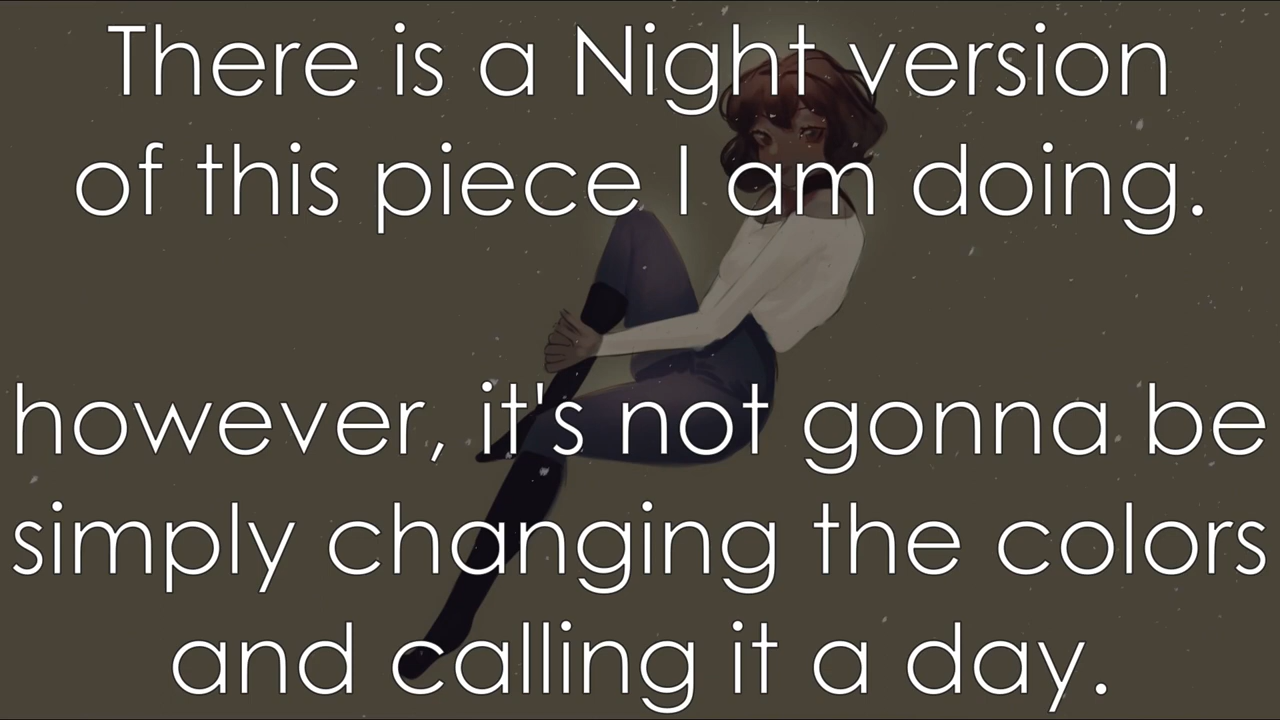 There is a Night version
of this piece I am doing.
however, it's not gonna be
simply changing the colors
and calling it a day.